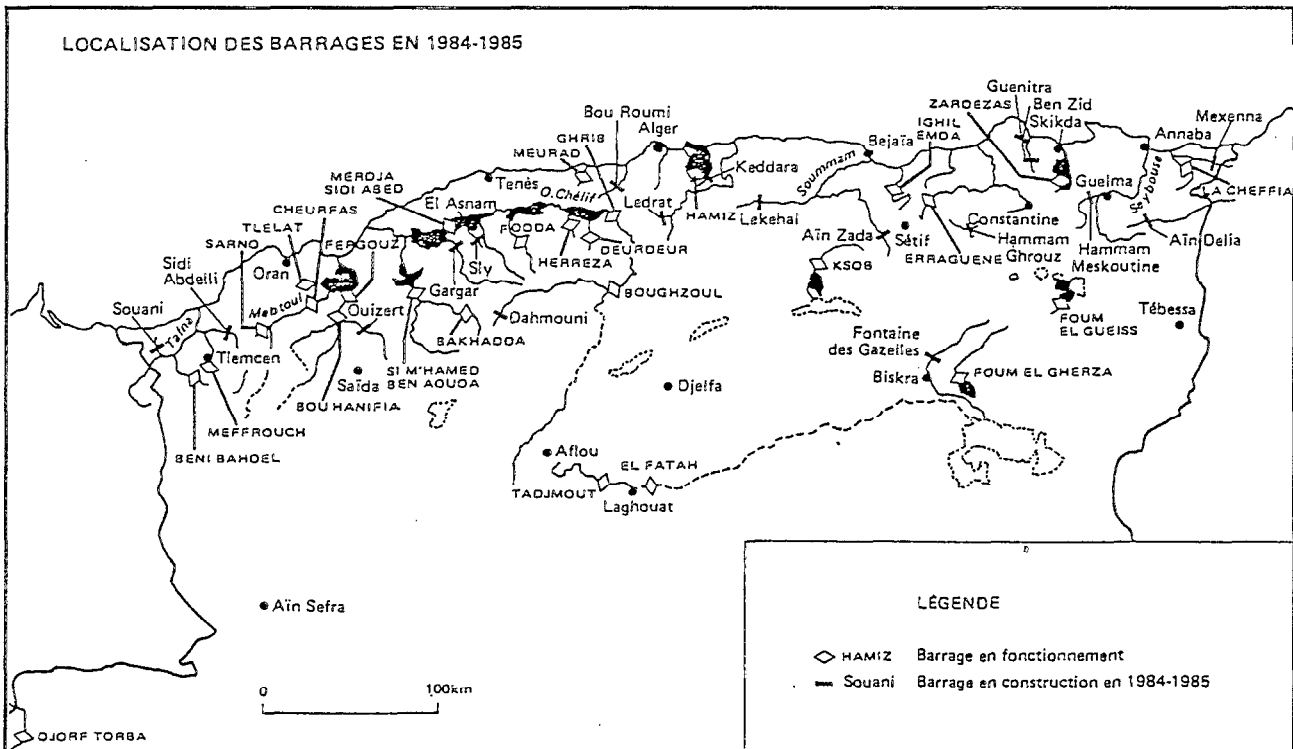 LOCALISATION DES BARRAGES EN 1984-1985
Guenitra
Ben Zid
Skikda
ZARDEZAS
IGHIL
EMDA
Mexenna
Annaba
Bou Roumi
Alger
GHRIB
MEURAD
Bejaïa
Keddara
Soummam
Guelma
Seybouse
LA CHEFFIA
MERDJA
SIDI ABED
Tenès
O. Chélif
Ledrat
HAMIZ
Lekehal
El Asnam
CHEURFAS
FODDA
Constantine
TLELAT
FERGOUZ
DEURDEUR
Aïn Zada
Sétif
Hammam
Ghrouz
Hammam
Meskoutine
Aïn Delia
SARNO
HERREZA
ERRAGUENE
Sidi
Abdelli
Oran
Sly
KSOB
Gargar
BOUGHZOUL
Souani
Mebtouh
Ouizert
Dahmouni
FOUM
EL GUEISS
Tébessa
Tafna
BAKHADDA
Tlemcen
Fontaine
des Gazelles
SI M'HAMED
BEN AOUDA
Saïda
Djelfa
Biskra
FOUM EL GHERZA
BOU HANIFIA
MEFFROUCH
BENI BAHDEL
Aflou
EL FATAH
TADJMOUT
Laghouat
Aïn Sefra
0 100km
DJORF TORBA
LÉGENDE
HAMIZ Barrage en fonctionnement
Souani Barrage en construction en 1984-1985